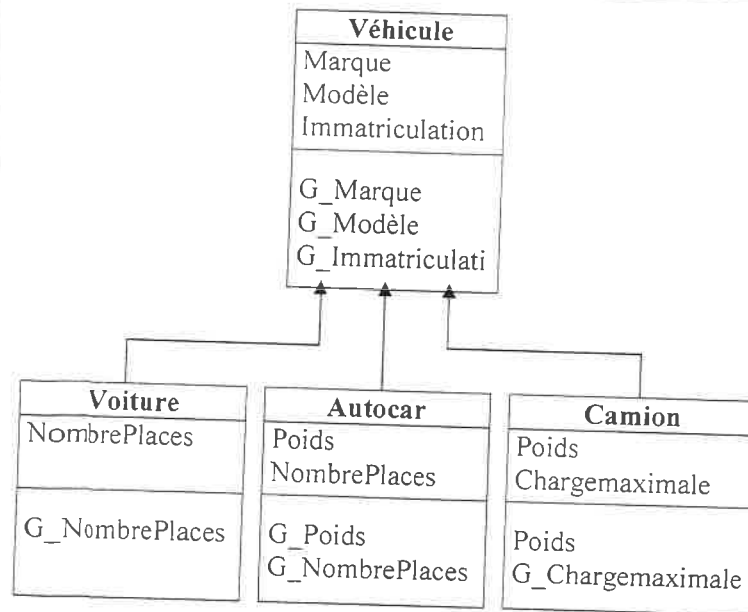 Véhicule
Marque
Modèle
Immatriculation
G_Marque
G_Modèle
G_Immatriculati
Voiture
NombrePlaces
G_NombrePlaces
Autocar
Poids
NombrePlaces
G_Poids
G_NombrePlaces
Camion
Poids
Chargemaximale
Poids
G_Chargemaximale